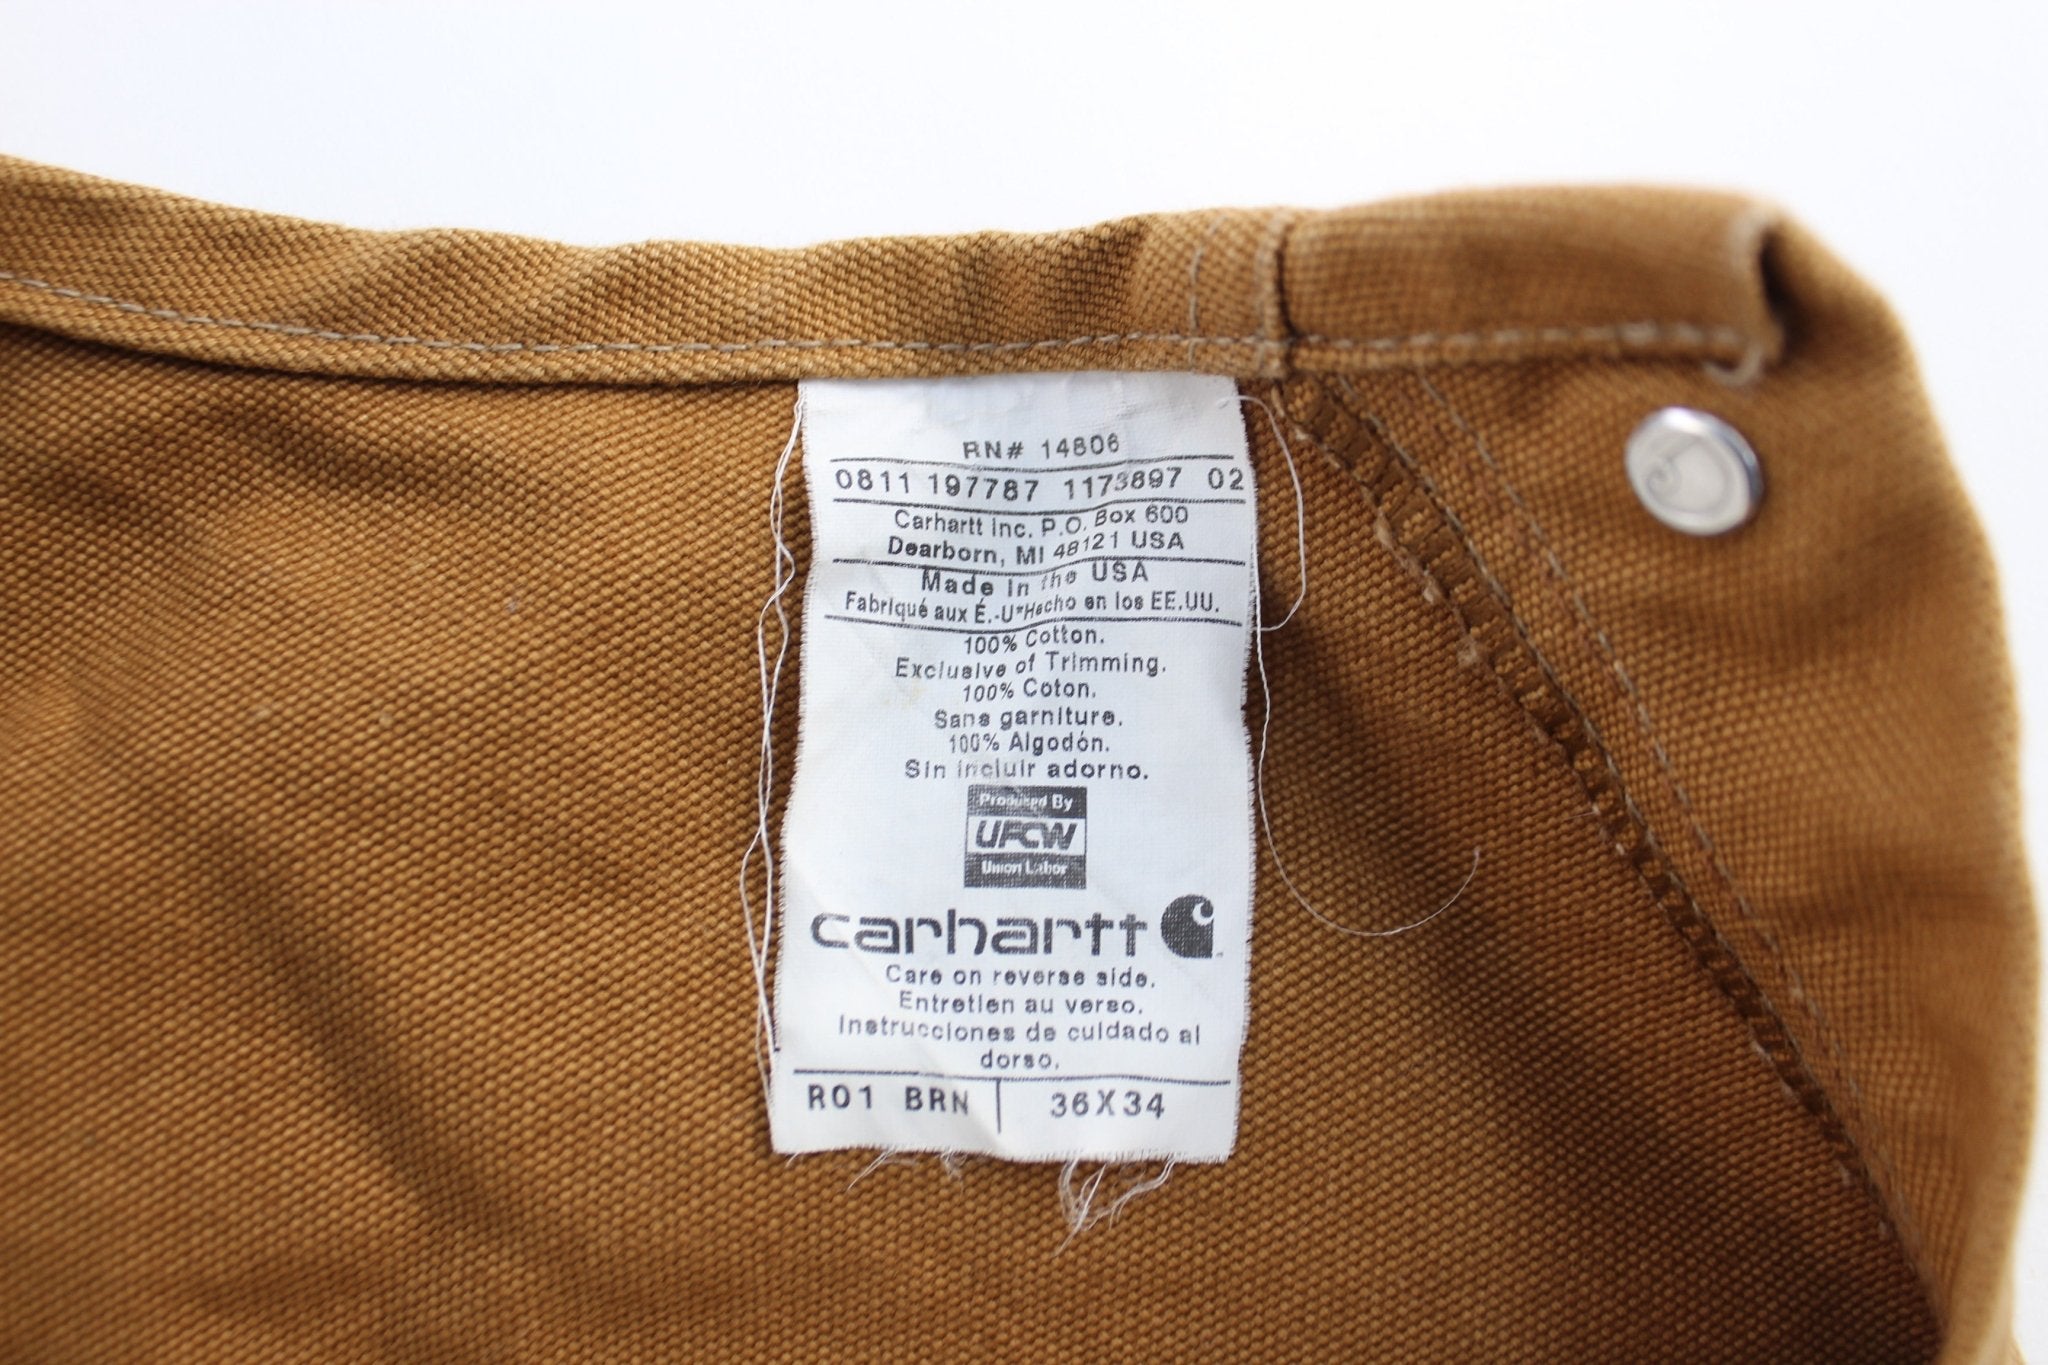 RN# 14806
0811 197787 1173897 02
Carhartt Inc. P.O. Box 600
Dearborn, MI 48121 USA
Made in the USA
Fabriqué aux É.-U*Hecho en los EE.UU.
100% Cotton.
Exclusive of Trimming.
100% Coton.
Sans garniture.
100% Algodón.
Sin incluir adorno.
Produced By
UFCW
Union Labor
carhartt
Care on reverse side.
Entretien au verso.
Instrucciones de cuidado al
dorso.
R01 BRN 36X34